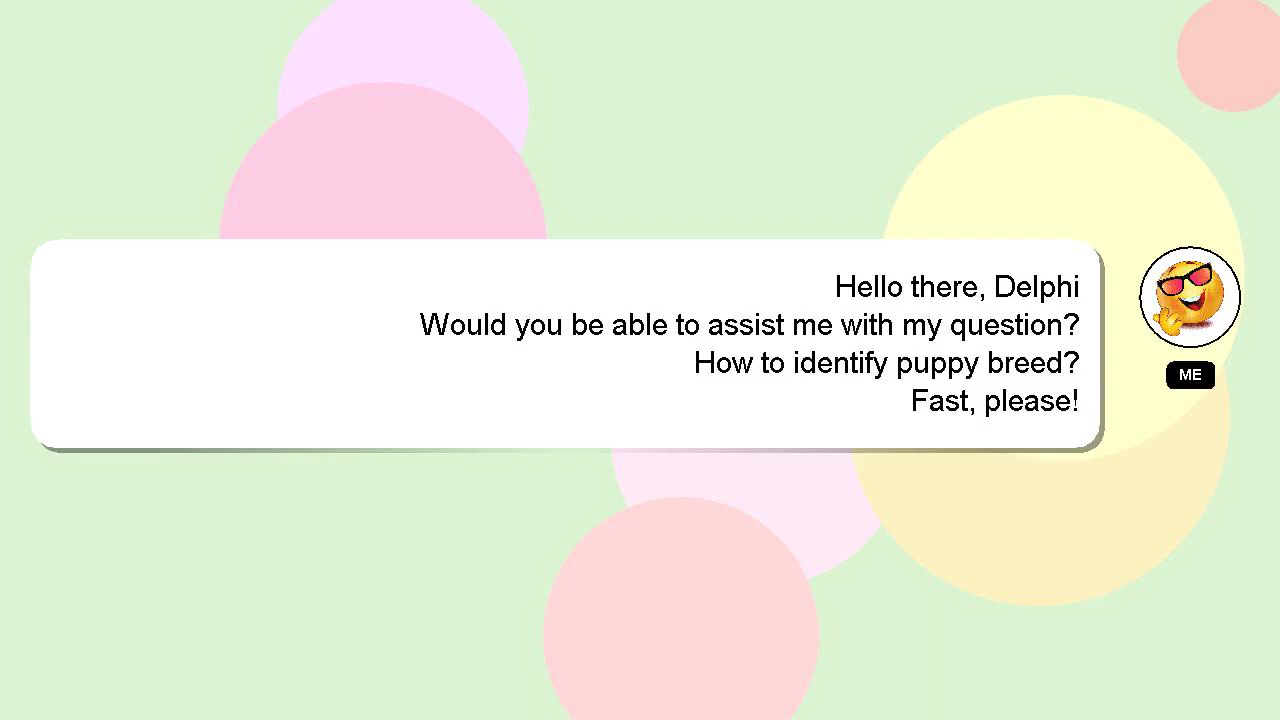 Hello there, Delphi
Would you be able to assist me with my question?
How to identify puppy breed?
Fast, please!
ME